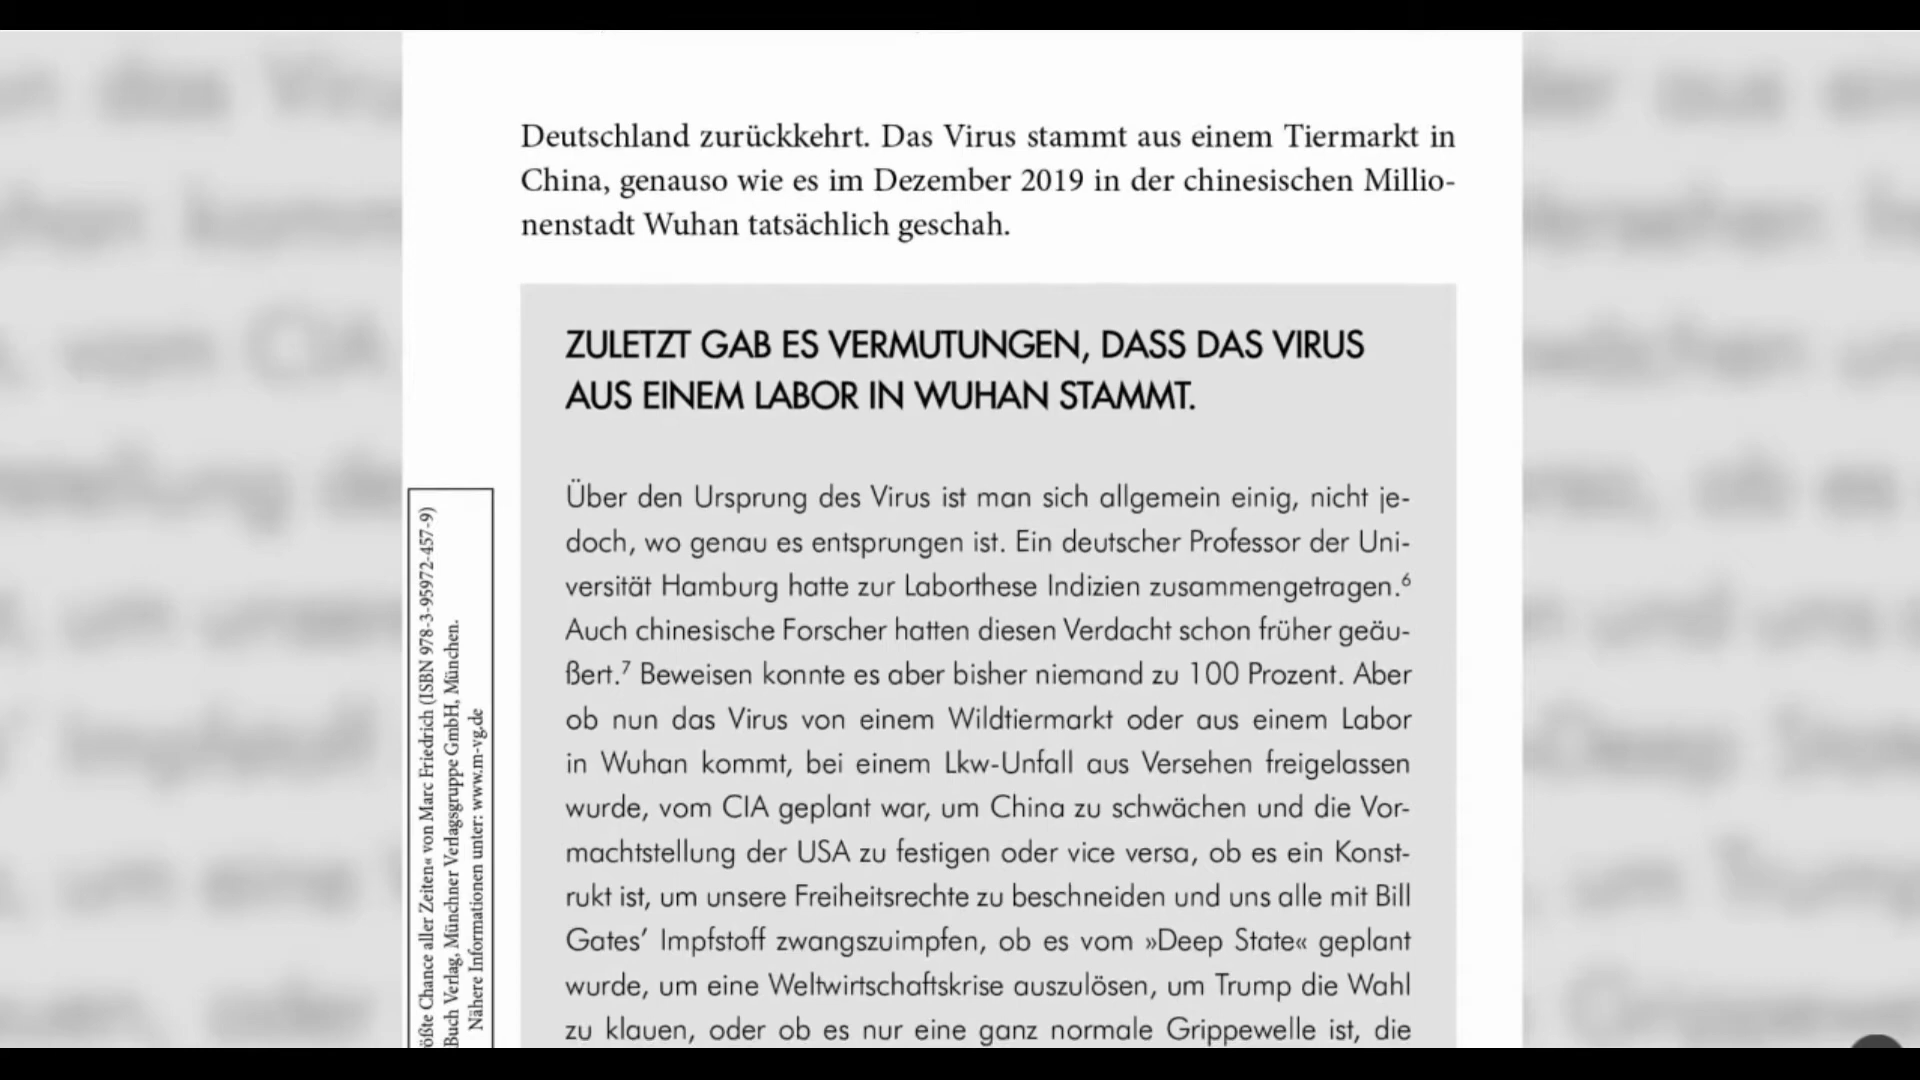 Deutschland zurückkehrt. Das Virus stammt aus einem Tiermarkt in
China, genauso wie es im Dezember 2019 in der chinesischen Millio-
nenstadt Wuhan tatsächlich geschah.
ZULETZT GAB ES VERMUTUNGEN, DASS DAS VIRUS
AUS EINEM LABOR IN WUHAN STAMMT.
Über den Ursprung des Virus ist man sich allgemein einig, nicht je-
doch, wo genau es entsprungen ist. Ein deutscher Professor der Uni-
versität Hamburg hatte zur Laborthese Indizien zusammengetragen.⁶
Auch chinesische Forscher hatten diesen Verdacht schon früher geäu-
ßert.⁷ Beweisen konnte es aber bisher niemand zu 100 Prozent. Aber
ob nun das Virus von einem Wildtiermarkt oder aus einem Labor
in Wuhan kommt, bei einem Lkw-Unfall aus Versehen freigelassen
wurde, vom CIA geplant war, um China zu schwächen und die Vor-
machtstellung der USA zu festigen oder vice versa, ob es ein Konst-
rukt ist, um unsere Freiheitsrechte zu beschneiden und uns alle mit Bill
Gates’ Impfstoff zwangszuimpfen, ob es vom »Deep State« geplant
wurde, um eine Weltwirtschaftskrise auszulösen, um Trump die Wahl
zu klauen, oder ob es nur eine ganz normale Grippewelle ist, die
ößte Chance aller Zeiten« von Marc Friedrich (ISBN 978-3-95972-457-9)
Buch Verlag, Münchner Verlagsgruppe GmbH, München.
Nähere Informationen unter: www.m-vg.de